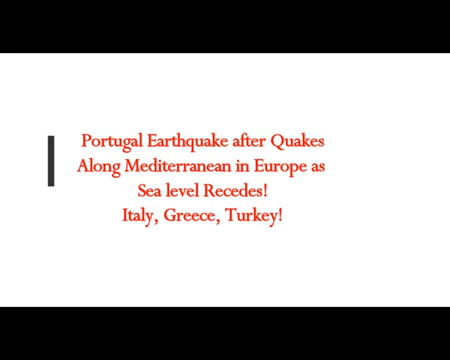 Portugal Earthquake after Quakes
Along Mediterranean in Europe as
Sea level Recedes!
Italy, Greece, Turkey!